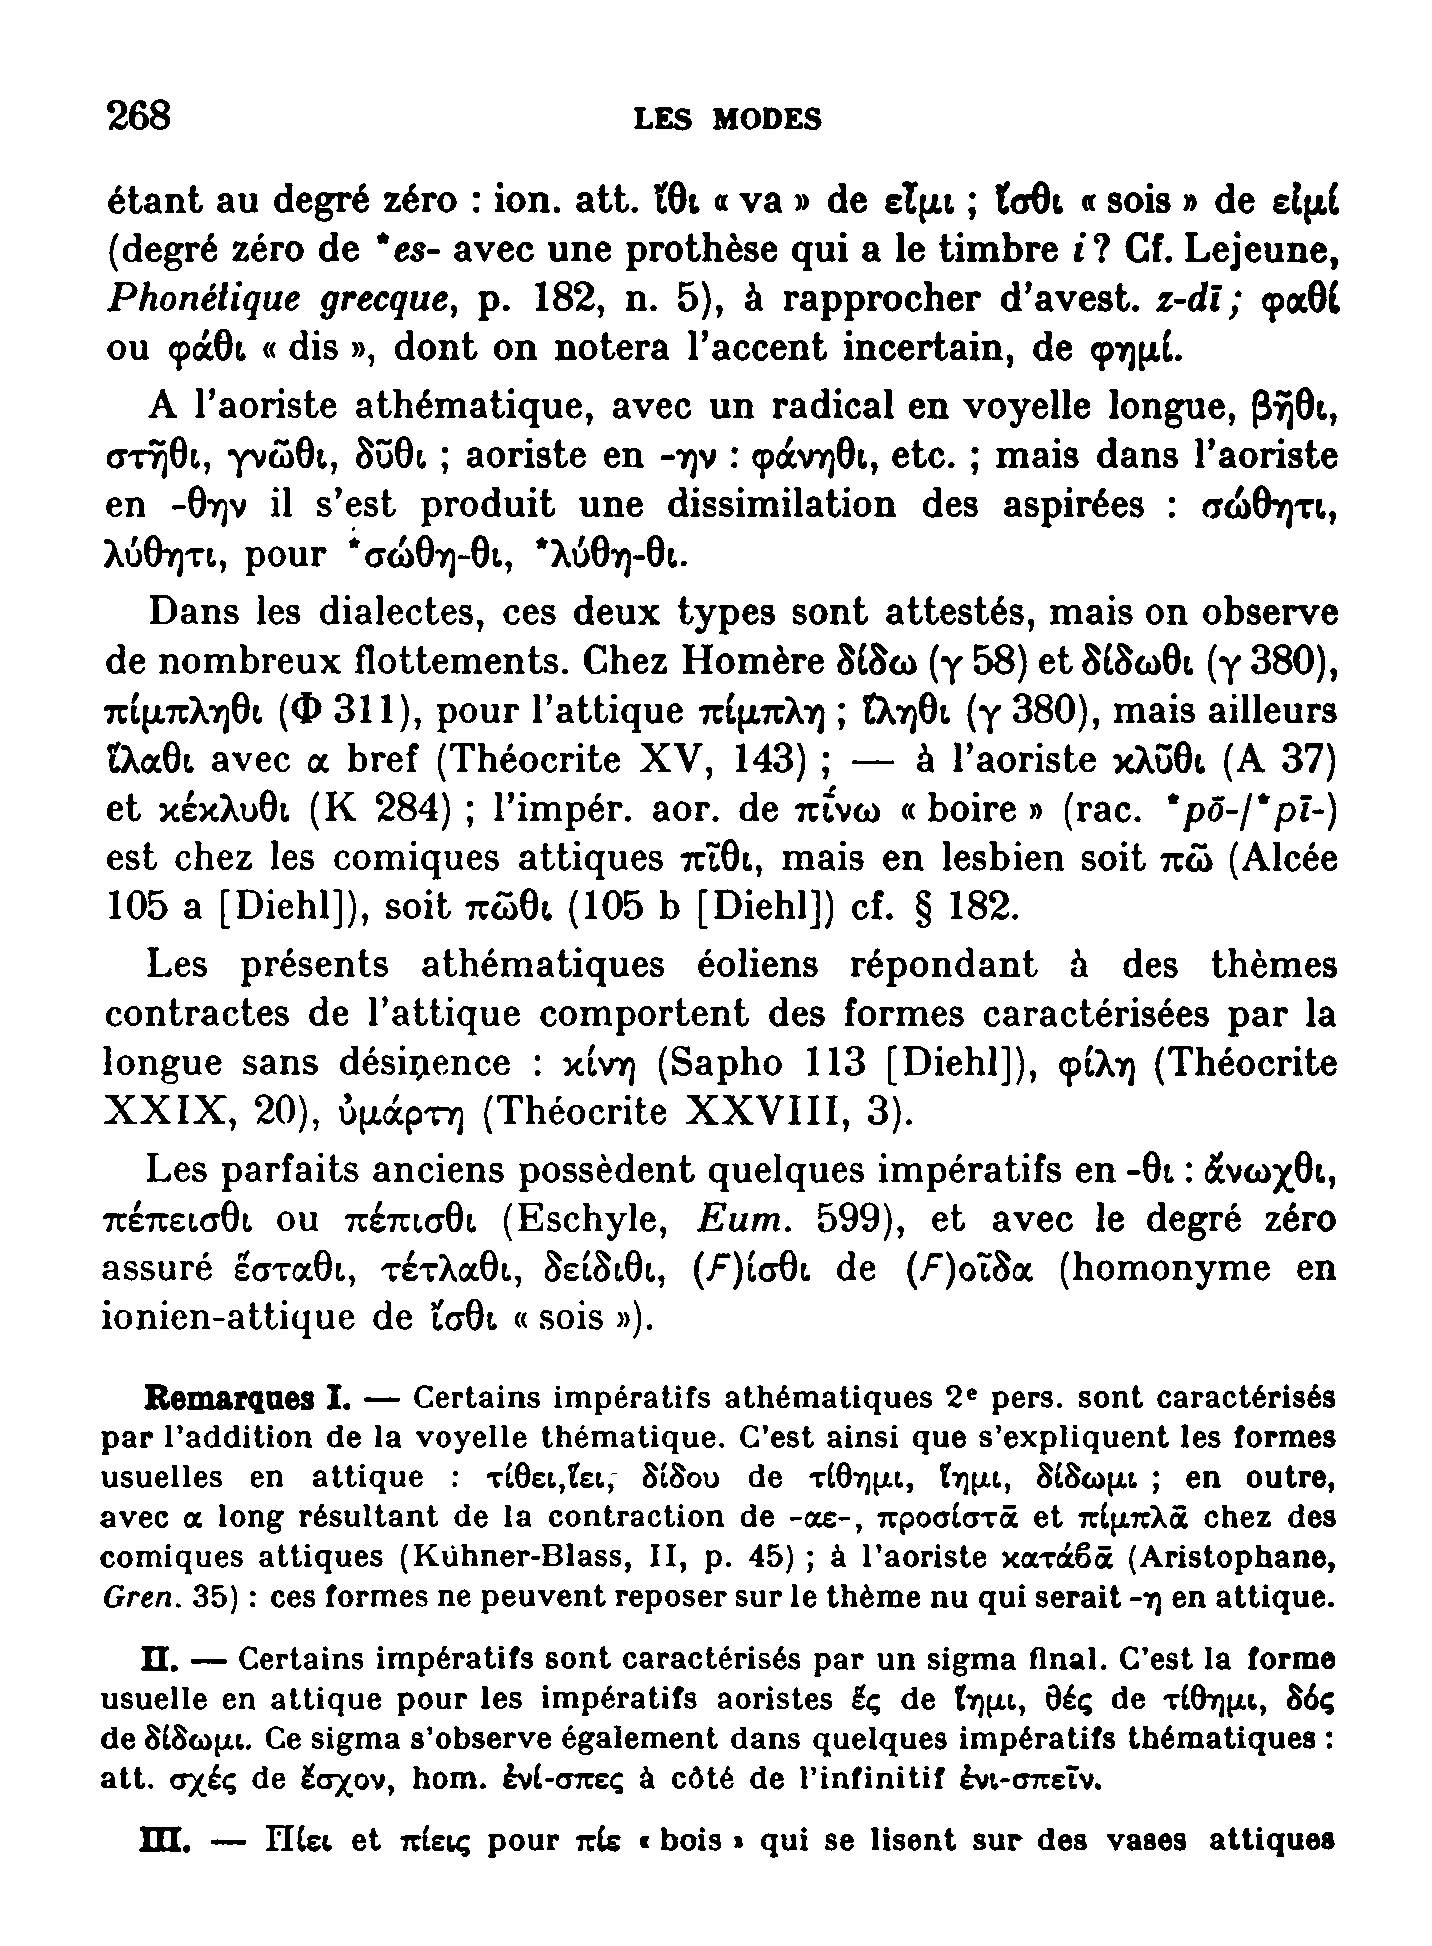 268 LES MODES
étant au degré zéro : ion. att. ἴθι « va » de εἶμι ; ἴσθι « sois » de εἰμί
(degré zéro de *es- avec une prothèse qui a le timbre i ? Cf. Lejeune,
Phonétique grecque, p. 182, n. 5), à rapprocher d'avest. z-dī ; φαθί
ou φάθι « dis », dont on notera l'accent incertain, de φημί.
A l'aoriste athématique, avec un radical en voyelle longue, βῆθι,
στῆθι, γνῶθι, δῦθι ; aoriste en -ην : φάνηθι, etc. ; mais dans l'aoriste
en -θην il s'est produit une dissimilation des aspirées : σώθητι,
λύθητι, pour *σώθη-θι, *λύθη-θι.
Dans les dialectes, ces deux types sont attestés, mais on observe
de nombreux flottements. Chez Homère δίδω (γ 58) et δίδωθι (γ 380),
πίμπληθι (Φ 311), pour l'attique πίμπλη ; ἵληθι (γ 380), mais ailleurs
ἵλαθι avec α bref (Théocrite XV, 143) ; — à l'aoriste κλῦθι (A 37)
et κέκλυθι (K 284) ; l'impér. aor. de πί̄νω « boire » (rac. *pō-/*pī-)
est chez les comiques attiques πῖθι, mais en lesbien soit πῶ (Alcée
105 a [Diehl]), soit πῶθι (105 b [Diehl]) cf. § 182.
Les présents athématiques éoliens répondant à des thèmes
contractes de l'attique comportent des formes caractérisées par la
longue sans désinence : κίνη (Sapho 113 [Diehl]), φίλη (Théocrite
XXIX, 20), ὑμάρτη (Théocrite XXVIII, 3).
Les parfaits anciens possèdent quelques impératifs en -θι : ἄνωχθι,
πέπεισθι ou πέπισθι (Eschyle, Eum. 599), et avec le degré zéro
assuré ἕσταθι, τέτλαθι, δείδιθι, (F)ίσθι de (F)οῖδα (homonyme en
ionien-attique de ἴσθι « sois »).
Remarques I. — Certains impératifs athématiques 2e pers. sont caractérisés
par l'addition de la voyelle thématique. C'est ainsi que s'expliquent les formes
usuelles en attique : τίθει, ἵει, δίδου de τίθημι, ἵημι, δίδωμι ; en outre,
avec α long résultant de la contraction de -αε-, προσίστᾱ et πίμπλᾱ chez des
comiques attiques (Kühner-Blass, II, p. 45) ; à l'aoriste κατάβᾱ (Aristophane,
Gren. 35) : ces formes ne peuvent reposer sur le thème nu qui serait -η en attique.
II. — Certains impératifs sont caractérisés par un sigma final. C'est la forme
usuelle en attique pour les impératifs aoristes ἕς de ἵημι, θές de τίθημι, δός
de δίδωμι. Ce sigma s'observe également dans quelques impératifs thématiques :
att. σχές de ἔσχον, hom. ἐνί-σπες à côté de l'infinitif ἐνι-σπεῖν.
III. — Πίει et πίεις pour πίε « bois » qui se lisent sur des vases attiques